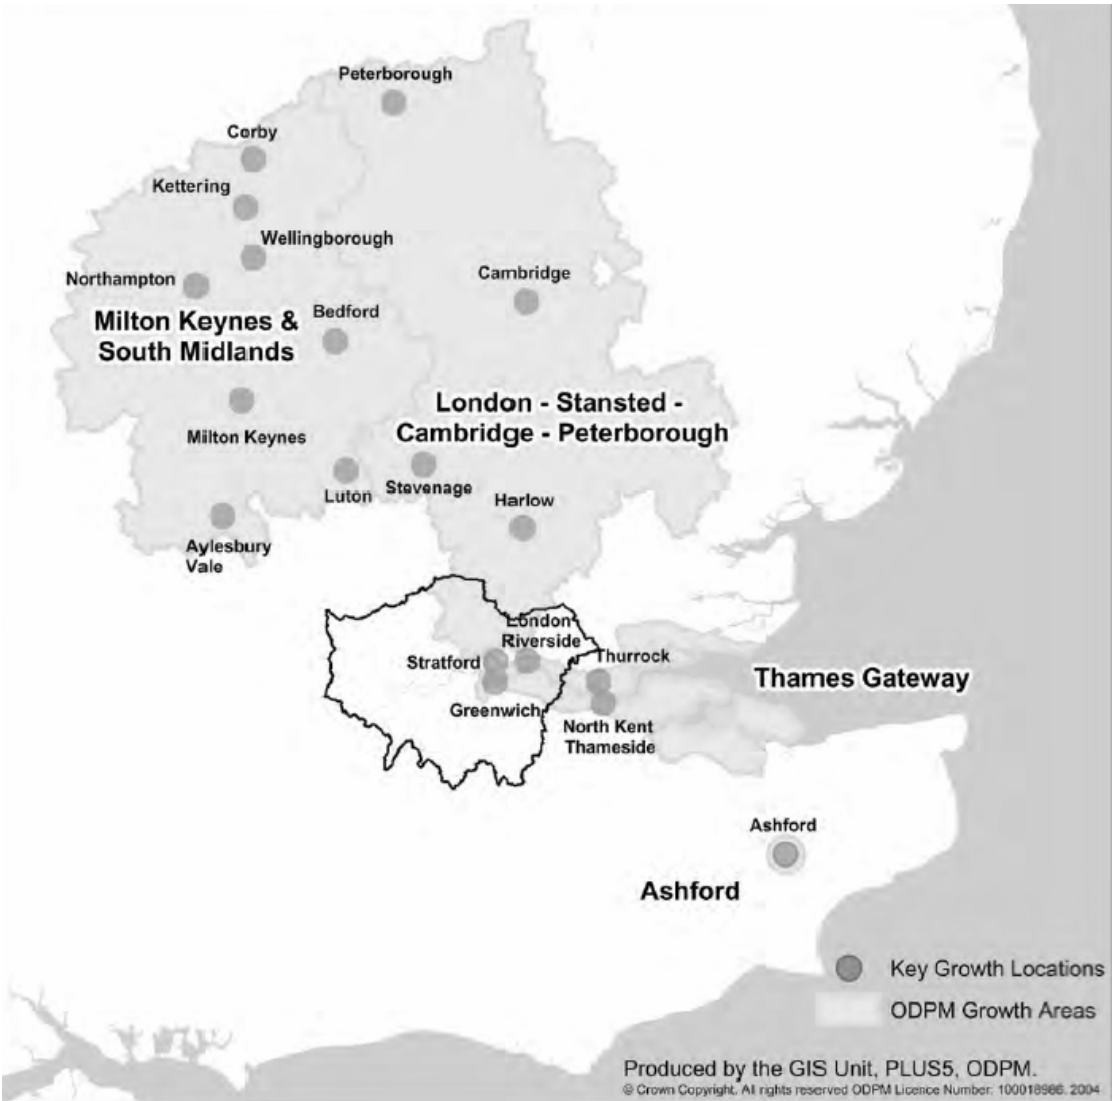 Peterborough
Corby
Kettering
Wellingborough
Northampton
Cambridge
Bedford
Milton Keynes &
South Midlands
London - Stansted -
Cambridge - Peterborough
Milton Keynes
Luton
Stevenage
Harlow
Aylesbury
Vale
London
Riverside
Stratford
Thurrock
Thames Gateway
Greenwich
North Kent
Thameside
Ashford
Ashford
Key Growth Locations
ODPM Growth Areas
Produced by the GIS Unit, PLUS5, ODPM.
© Crown Copyright. All rights reserved ODPM Licence Number: 100018986. 2004